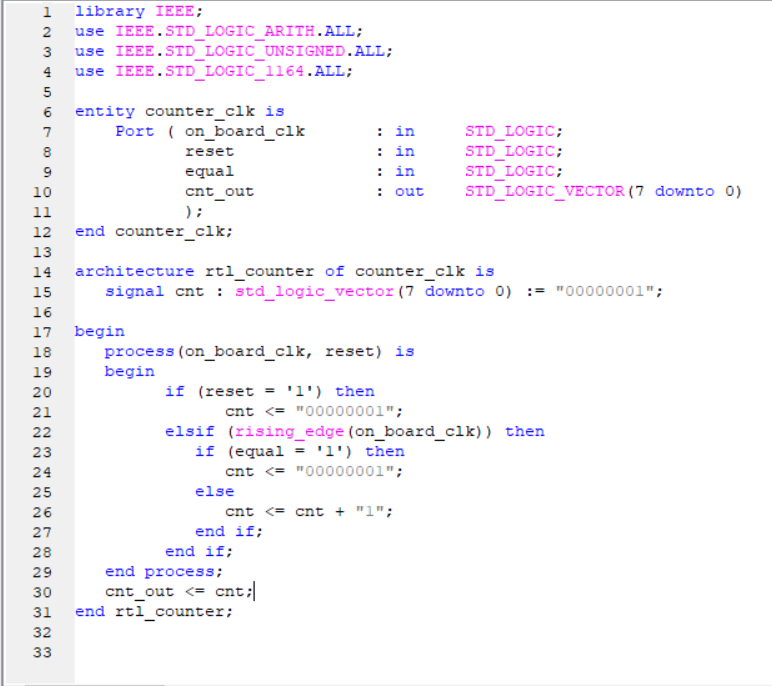 1 library IEEE;
2 use IEEE.STD_LOGIC_ARITH.ALL;
3 use IEEE.STD_LOGIC_UNSIGNED.ALL;
4 use IEEE.STD_LOGIC_1164.ALL;
5
6 entity counter_clk is
7     Port ( on_board_clk       : in     STD_LOGIC;
8            reset              : in     STD_LOGIC;
9            equal              : in     STD_LOGIC;
10            cnt_out            : out    STD_LOGIC_VECTOR(7 downto 0)
11            );
12 end counter_clk;
13
14 architecture rtl_counter of counter_clk is
15    signal cnt : std_logic_vector(7 downto 0) := "00000001";
16
17 begin
18    process(on_board_clk, reset) is
19    begin
20          if (reset = '1') then
21                cnt <= "00000001";
22          elsif (rising_edge(on_board_clk)) then
23             if (equal = '1') then
24                cnt <= "00000001";
25             else
26                cnt <= cnt + "1";
27             end if;
28          end if;
29    end process;
30    cnt_out <= cnt;
31 end rtl_counter;
32
33